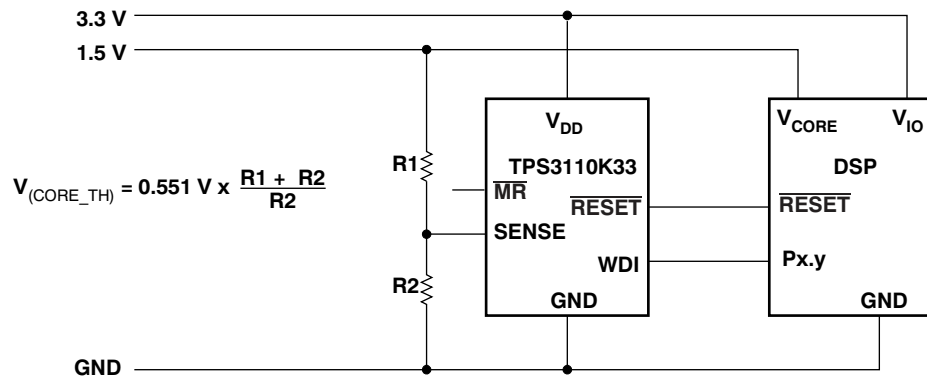 3.3 V
1.5 V
V(CORE_TH) = 0.551 V x R1 + R2
R2
R1
R2
VDD
TPS3110K33
MR
RESET
SENSE
WDI
GND
VCORE VIO
DSP
RESET
Px.y
GND
GND